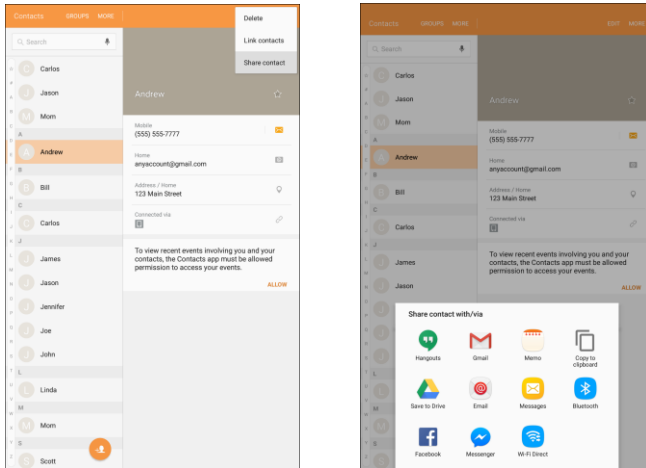 Contacts GROUPS MORE
Delete
Link contacts
Share contact
Search
Carlos
Jason
Mom
A
Andrew
B
Bill
C
Carlos
J
James
Jason
Jennifer
Joe
John
L
Linda
M
Mom
S
Scott
Andrew
Mobile
(555) 555-7777
Home
anyaccount@gmail.com
Address / Home
123 Main Street
Connected via
To view recent events involving you and your
contacts, the Contacts app must be allowed
permission to access your events.
ALLOW
Contacts GROUPS MORE EDIT MORE
Search
Carlos
Jason
Mom
A
Andrew
B
Bill
C
Carlos
J
James
Jason
L
M
S
Andrew
Mobile
(555) 555-7777
Home
anyaccount@gmail.com
Address / Home
123 Main Street
Connected via
To view recent events involving you and your
contacts, the Contacts app must be allowed
permission to access your events.
ALLOW
Share contact with/via
Hangouts Gmail Memo Copy to
clipboard
Save to Drive Email Messages Bluetooth
Facebook Messenger Wi-Fi Direct